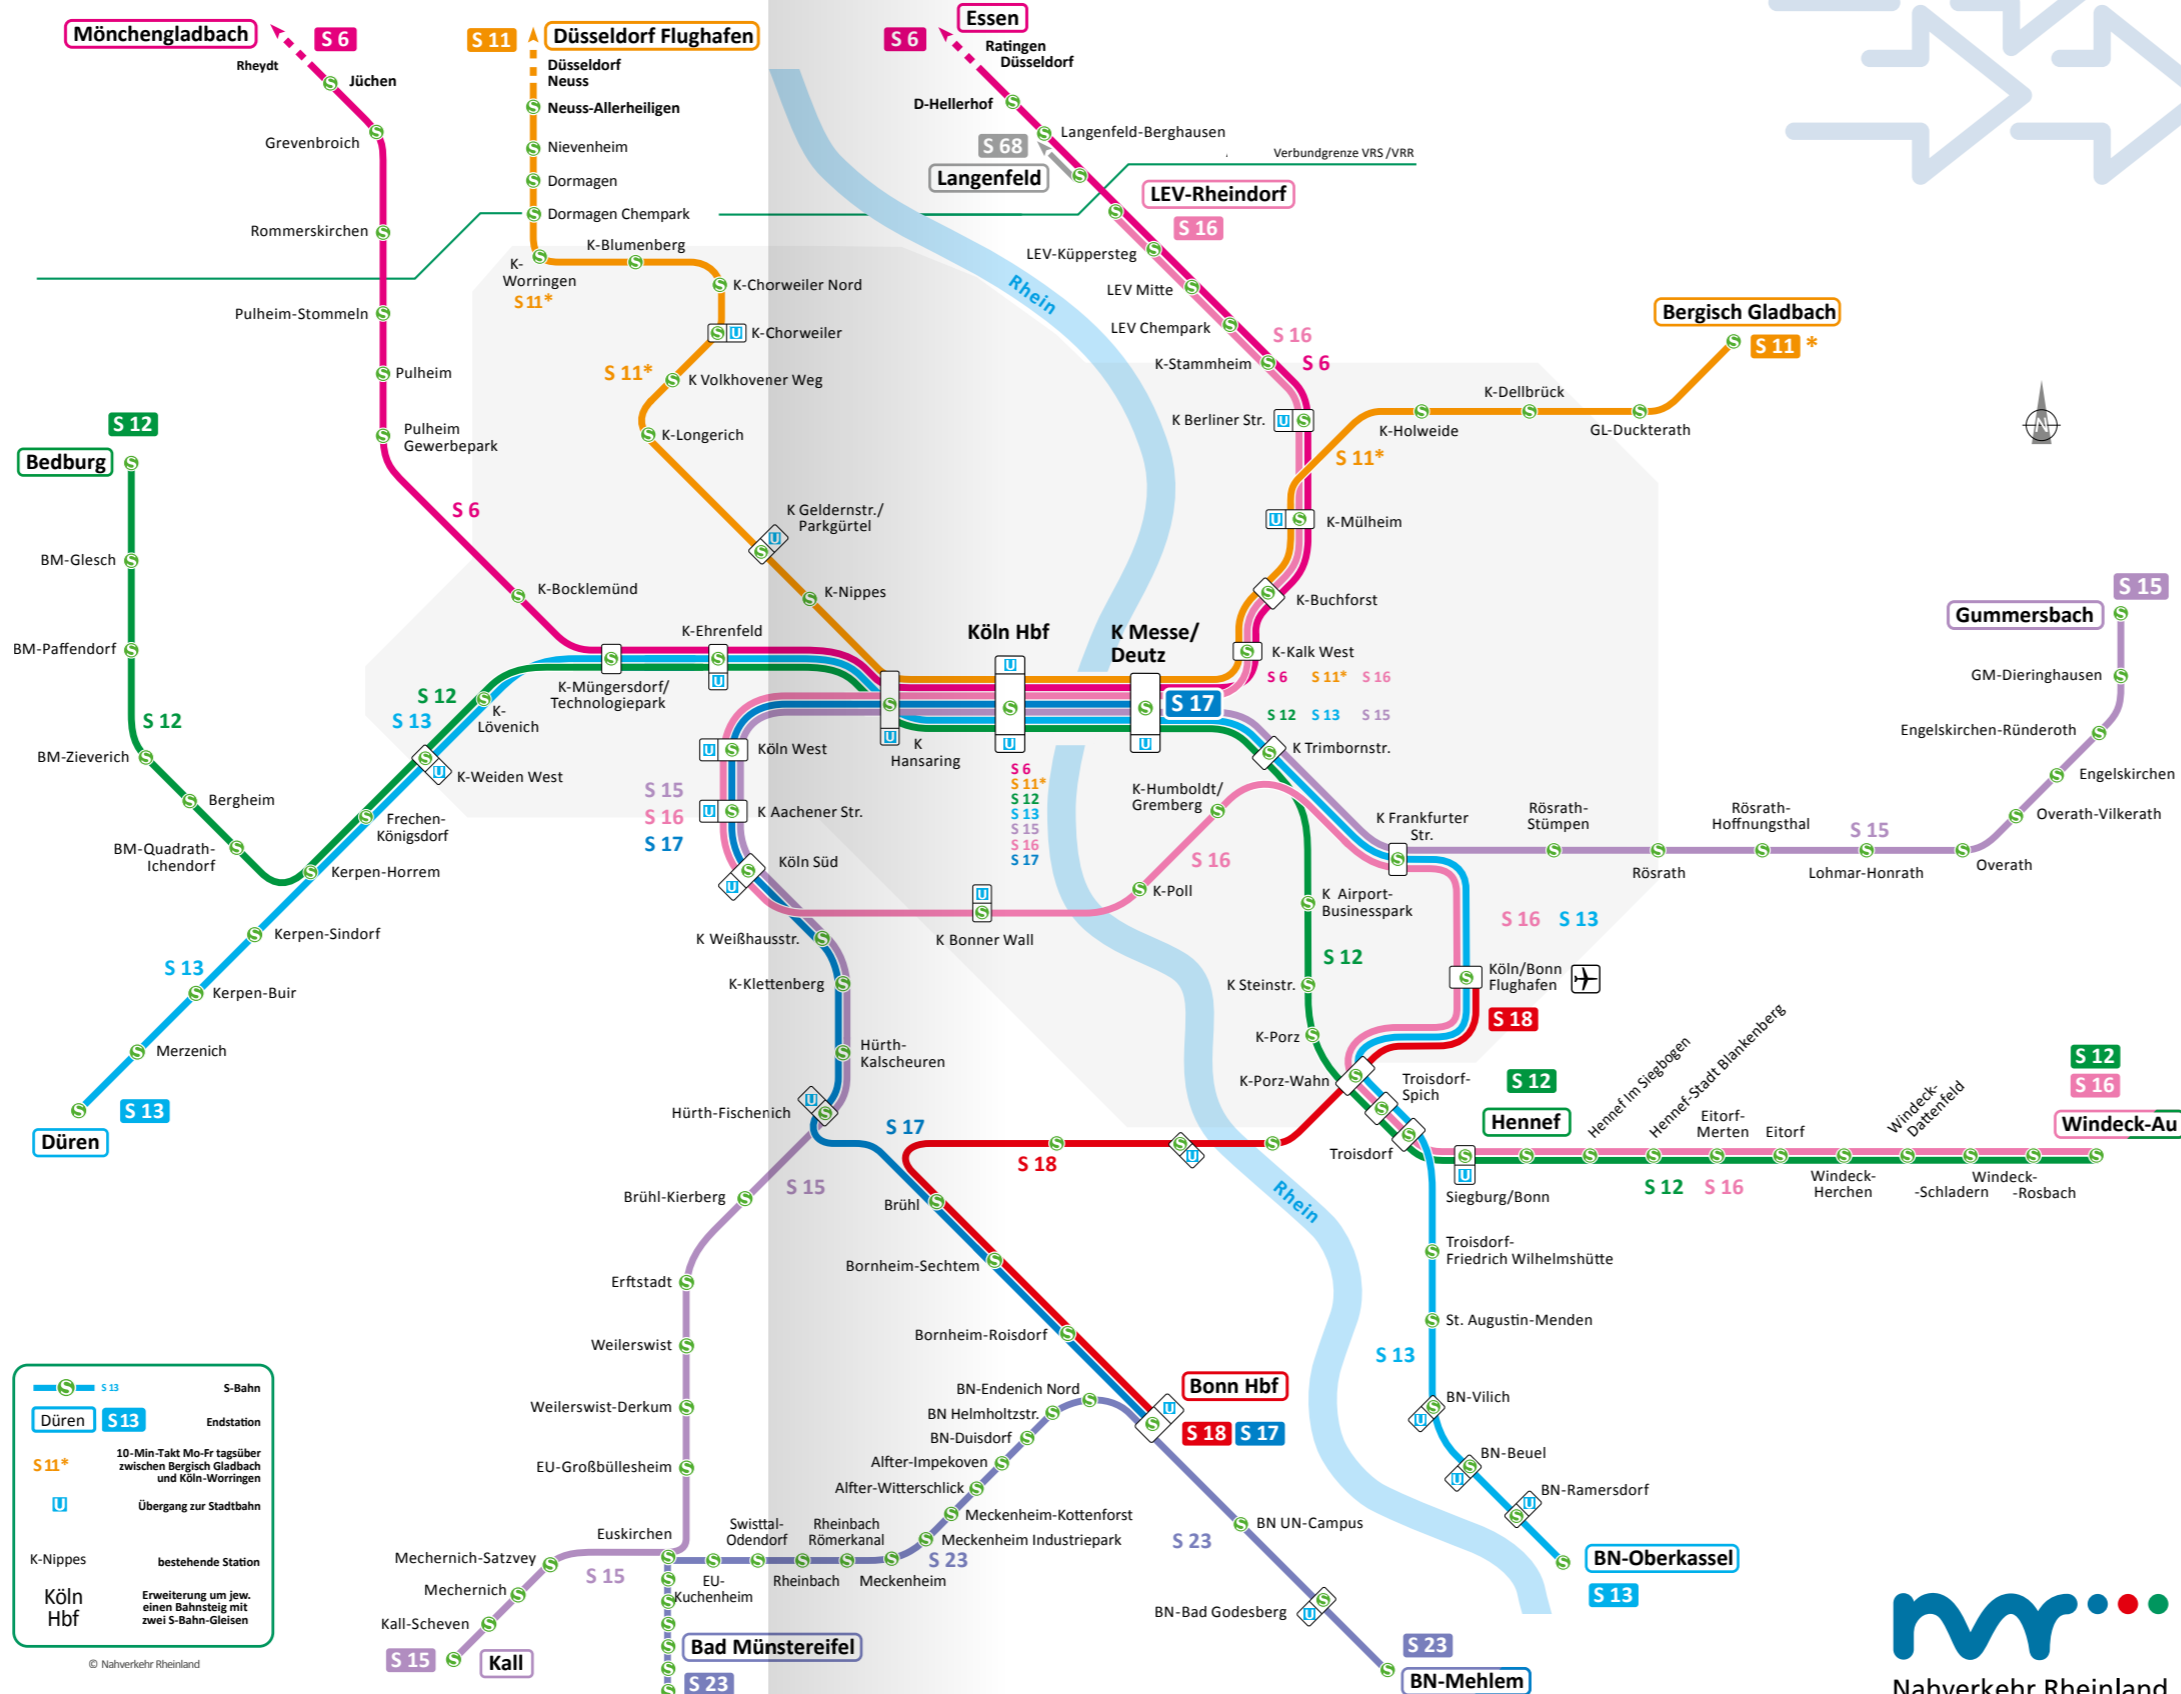 Mönchengladbach
S 6
Rheydt
Jüchen
Grevenbroich
Rommerskirchen
Pulheim-Stommeln
Pulheim
Pulheim
Gewerbepark
S 6
K-Bocklemünd
S 11
Düsseldorf Flughafen
Düsseldorf
Neuss
Neuss-Allerheiligen
Nievenheim
Dormagen
Dormagen Chempark
K-
Worringen
S 11*
K-Blumenberg
K-Chorweiler Nord
U
K-Chorweiler
S 11*
K Volkhovener Weg
K-Longerich
K Geldernstr./
Parkgürtel
U
K-Nippes
Essen
S 6
Ratingen
Düsseldorf
D-Hellerhof
Langenfeld-Berghausen
S 68
Langenfeld
Verbundgrenze VRS /VRR
LEV-Rheindorf
S 16
LEV-Küppersteg
LEV Mitte
LEV Chempark
S 16
S 6
K-Stammheim
K Berliner Str.
U
Rhein
Bergisch Gladbach
S 11 *
K-Dellbrück
K-Holweide
GL-Duckterath
S 11*
U
K-Mülheim
K-Buchforst
K-Kalk West
S 6 S 11* S 16
S 12 S 13 S 15
N
S 12
Bedburg
BM-Glesch
BM-Paffendorf
S 12
BM-Zieverich
Bergheim
BM-Quadrath-
Ichendorf
S 12
S 13
K-
Lövenich
K-Müngersdorf/
Technologiepark
K-Ehrenfeld
U
U
K-Weiden West
Frechen-
Königsdorf
Kerpen-Horrem
Kerpen-Sindorf
S 13
Kerpen-Buir
Merzenich
S 13
Düren
Köln Hbf
U
U
K Messe/
Deutz
U
S 17
U
K
Hansaring
S 6
S 11*
S 12
S 13
S 15
S 16
S 17
U
Köln West
U
K Aachener Str.
S 15
S 16
S 17
Köln Süd
U
U
K Bonner Wall
K-Poll
S 16
K-Humboldt/
Gremberg
K Trimbornstr.
K Frankfurter
Str.
Rösrath-
Stümpen
Rösrath
Rösrath-
Hoffnungsthal
S 15
Lohmar-Honrath
Overath
Overath-Vilkerath
Engelskirchen
Engelskirchen-Ründeroth
GM-Dieringhausen
Gummersbach
S 15
K Weißhausstr.
K-Klettenberg
Hürth-
Kalscheuren
U
Hürth-Fischenich
S 17
S 15
K Airport-
Businesspark
S 12
K Steinstr.
K-Porz
K-Porz-Wahn
S 16 S 13
Köln/Bonn
Flughafen
S 18
Troisdorf-
Spich
Troisdorf
S 12
Hennef
U
Siegburg/Bonn
Hennef Im Siegbogen
Hennef-Stadt Blankenberg
Eitorf-
Merten
Eitorf
Windeck-
Herchen
Windeck-
Dattenfeld
-Schladern
Windeck-
-Rosbach
S 12
S 16
S 12
S 16
Windeck-Au
S 18
U
Brühl-Kierberg
Brühl
Erftstadt
Bornheim-Sechtem
Weilerswist
Bornheim-Roisdorf
Weilerswist-Derkum
EU-Großbüllesheim
Rhein
Troisdorf-
Friedrich Wilhelmshütte
St. Augustin-Menden
S 13
BN-Vilich
U
BN-Beuel
U
BN-Ramersdorf
U
BN-Oberkassel
S 13
Bonn Hbf
U
S 18 S 17
BN-Endenich Nord
BN Helmholtzstr.
BN-Duisdorf
Alfter-Impekoven
Alfter-Witterschlick
Meckenheim-Kottenforst
Meckenheim Industriepark
S 23
Meckenheim
Rheinbach
Römerkanal
Rheinbach
Swisttal-
Odendorf
EU-
Kuchenheim
Euskirchen
Mechernich-Satzvey
S 15
Mechernich
Kall-Scheven
S 15
Kall
Bad Münstereifel
S 23
S 23
BN UN-Campus
BN-Bad Godesberg
U
S 23
BN-Mehlem
S S 13 S-Bahn
Düren S 13 Endstation
S 11* 10-Min-Takt Mo-Fr tagsüber
zwischen Bergisch Gladbach
und Köln-Worringen
U Übergang zur Stadtbahn
K-Nippes bestehende Station
Köln
Hbf
Erweiterung um jew.
einen Bahnsteig mit
zwei S-Bahn-Gleisen
© Nahverkehr Rheinland
nvr
Nahverkehr Rheinland